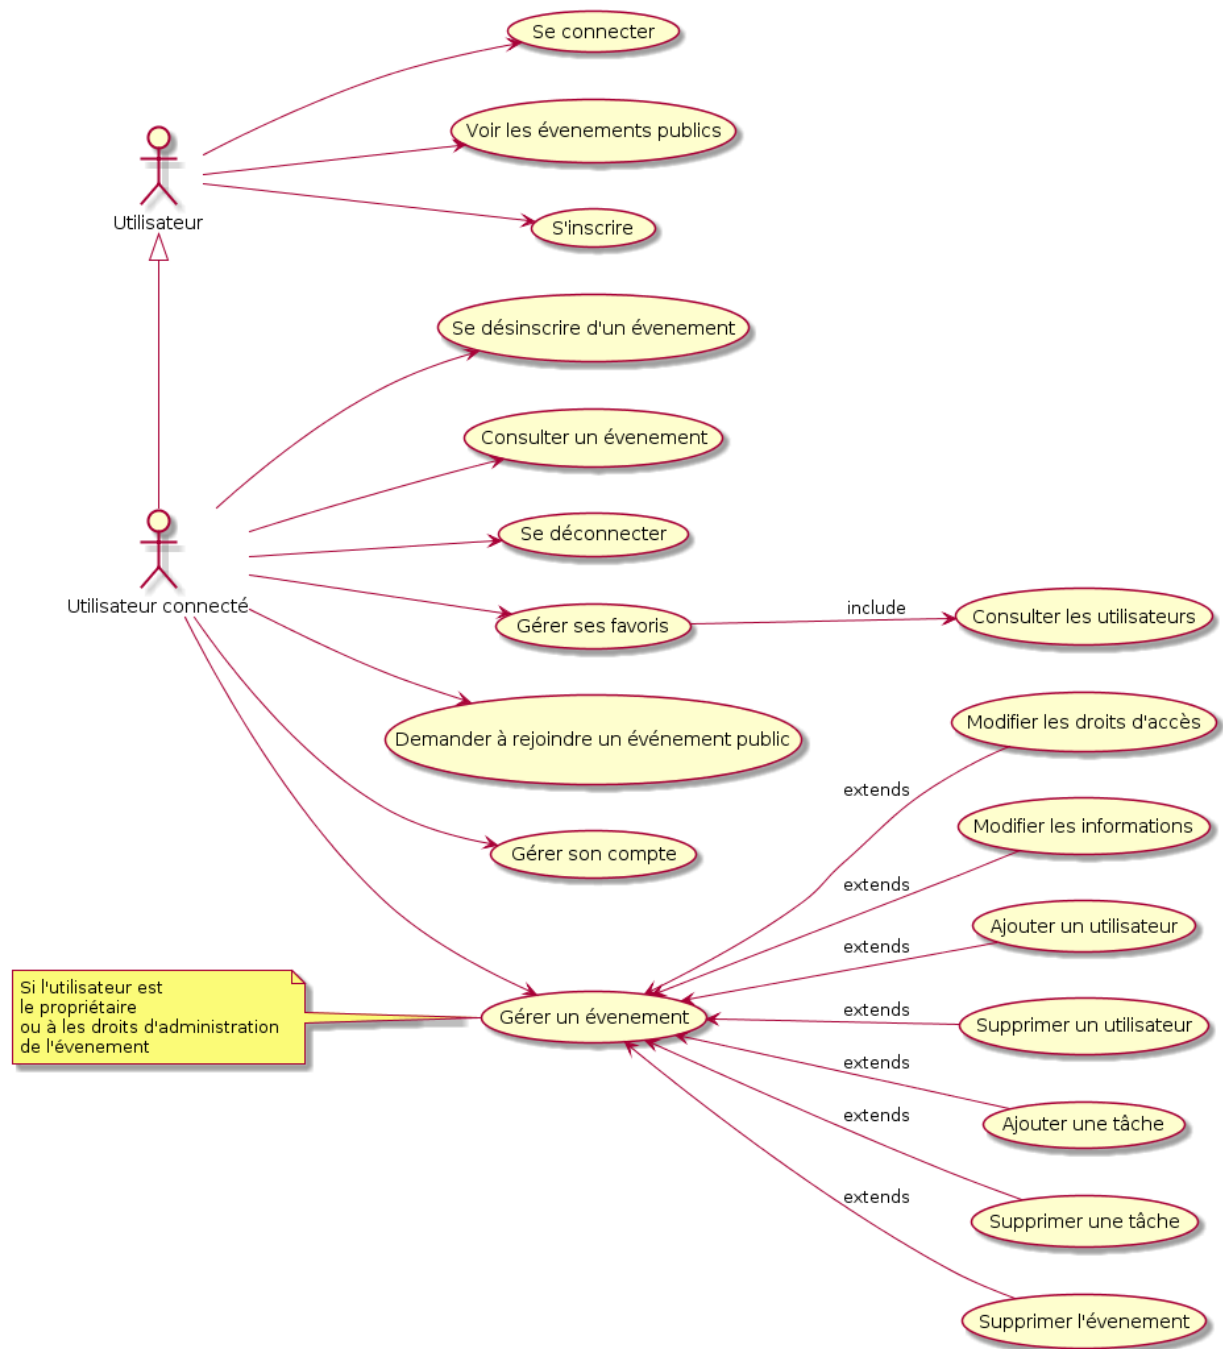 Se connecter
Voir les évenements publics
Utilisateur
S'inscrire
Se désinscrire d'un évenement
Consulter un évenement
Se déconnecter
Utilisateur connecté
Gérer ses favoris
include
Consulter les utilisateurs
Demander à rejoindre un événement public
Modifier les droits d'accès
extends
Modifier les informations
Gérer son compte
extends
Ajouter un utilisateur
extends
Si l'utilisateur est
le propriétaire
ou à les droits d'administration
de l'évenement
Gérer un évenement
extends
Supprimer un utilisateur
extends
Ajouter une tâche
extends
Supprimer une tâche
extends
Supprimer l'évenement